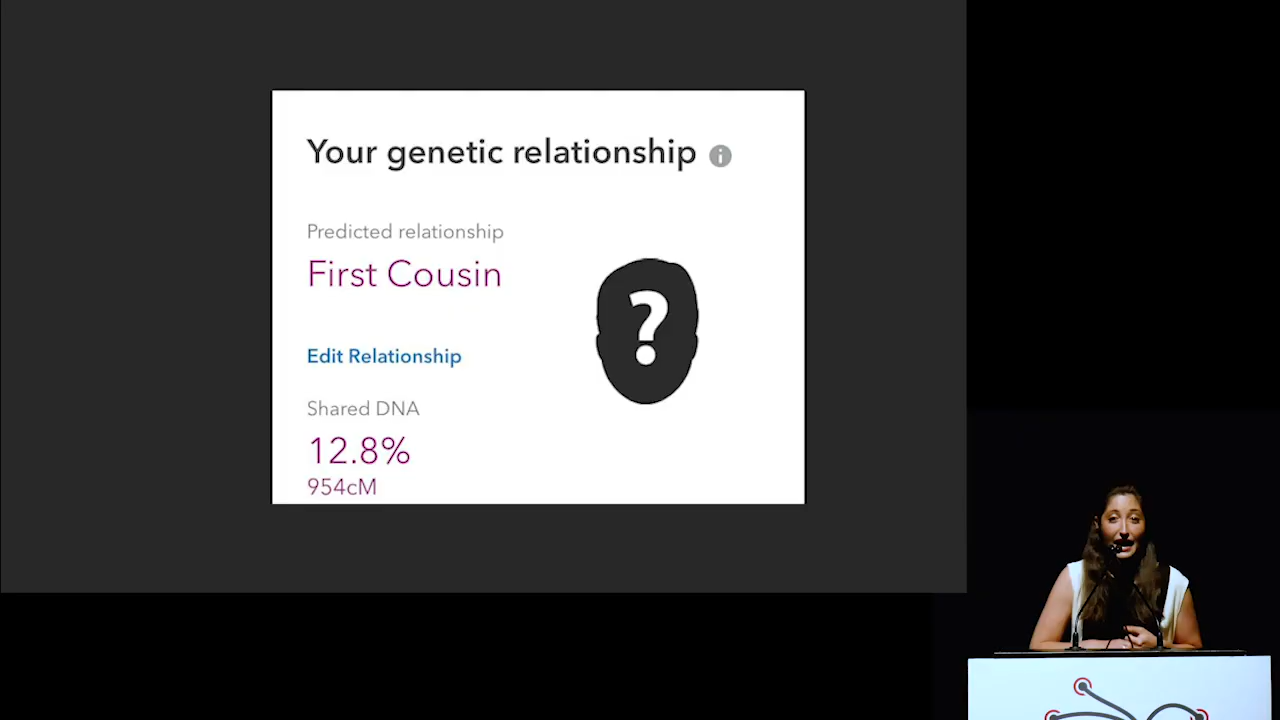 Your genetic relationship
Predicted relationship
First Cousin
?
Edit Relationship
Shared DNA
12.8%
954cM